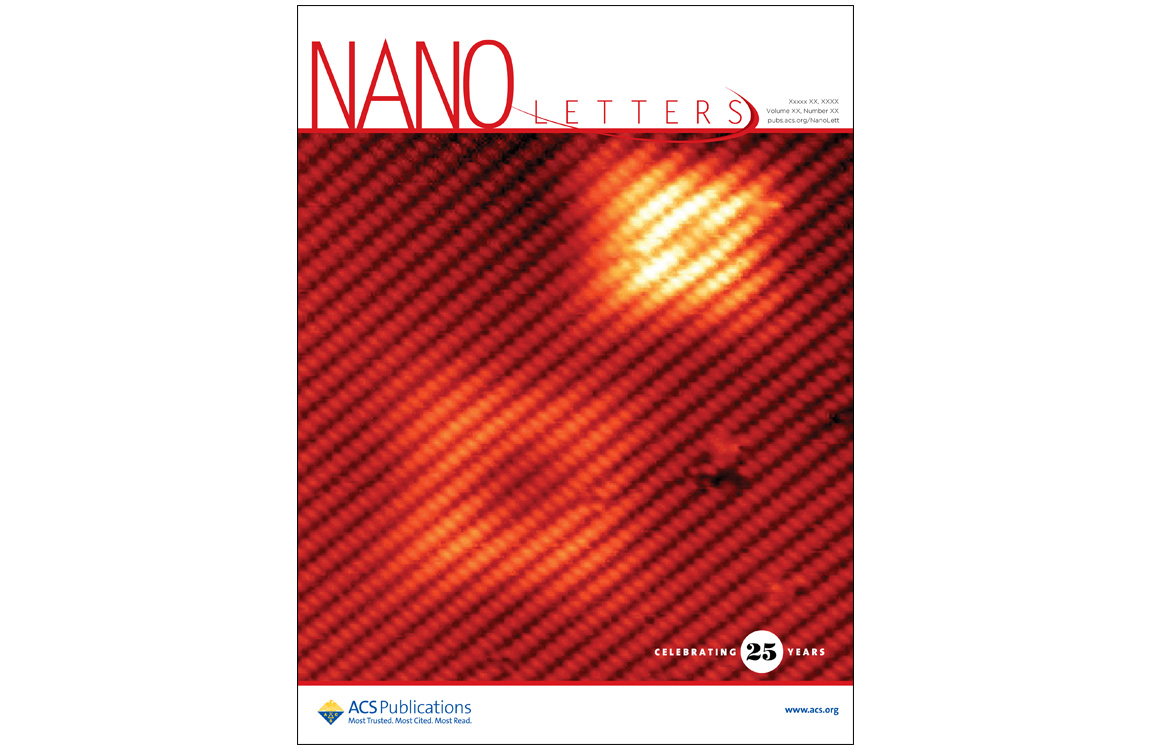 NANO LETTERS
Xxxxx XX, XXXX
Volume XX, Number XX
pubs.acs.org/NanoLett
CELEBRATING 25 YEARS
ACS Publications
Most Trusted. Most Cited. Most Read.
www.acs.org